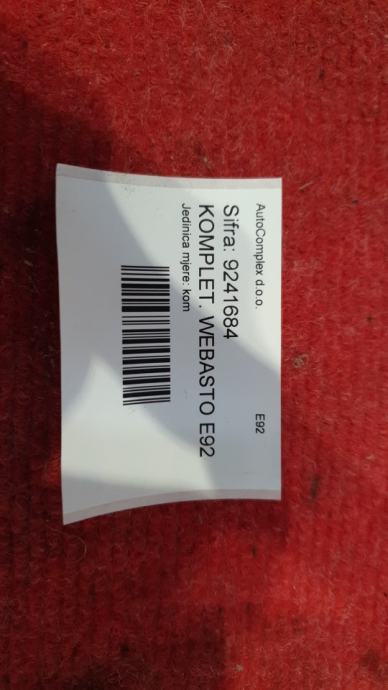 AutoComplex d.o.o. E92
Sifra: 9241684
KOMPLET. WEBASTO E92
Jedinica mjere: kom